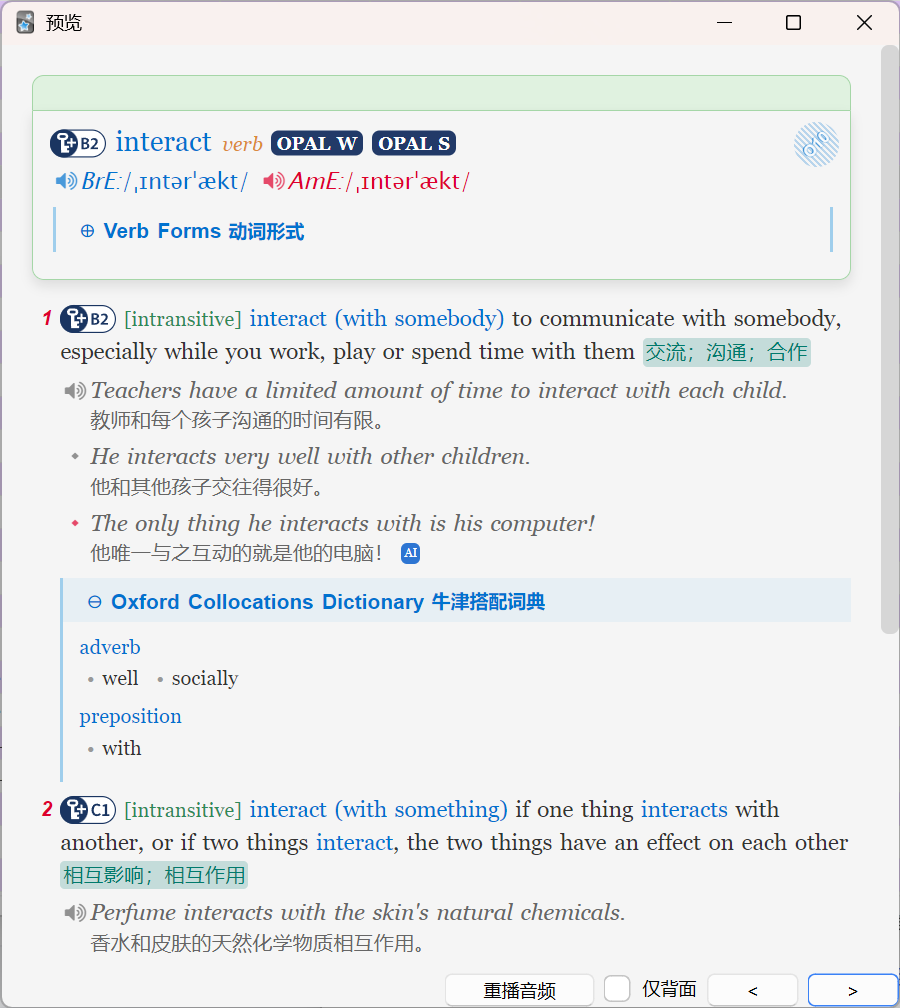 预览
B2 interact verb OPAL W OPAL S
BrE:/ˌɪntərˈækt/ AmE:/ˌɪntərˈækt/
⊕ Verb Forms 动词形式
1 B2 [intransitive] interact (with somebody) to communicate with somebody,
especially while you work, play or spend time with them 交流；沟通；合作
Teachers have a limited amount of time to interact with each child.
教师和每个孩子沟通的时间有限。
He interacts very well with other children.
他和其他孩子交往得很好。
The only thing he interacts with is his computer!
他唯一与之互动的就是他的电脑！ AI
⊖ Oxford Collocations Dictionary 牛津搭配词典
adverb
• well • socially
preposition
• with
2 C1 [intransitive] interact (with something) if one thing interacts with
another, or if two things interact, the two things have an effect on each other
相互影响；相互作用
Perfume interacts with the skin's natural chemicals.
香水和皮肤的天然化学物质相互作用。
重播音频 仅背面 < >